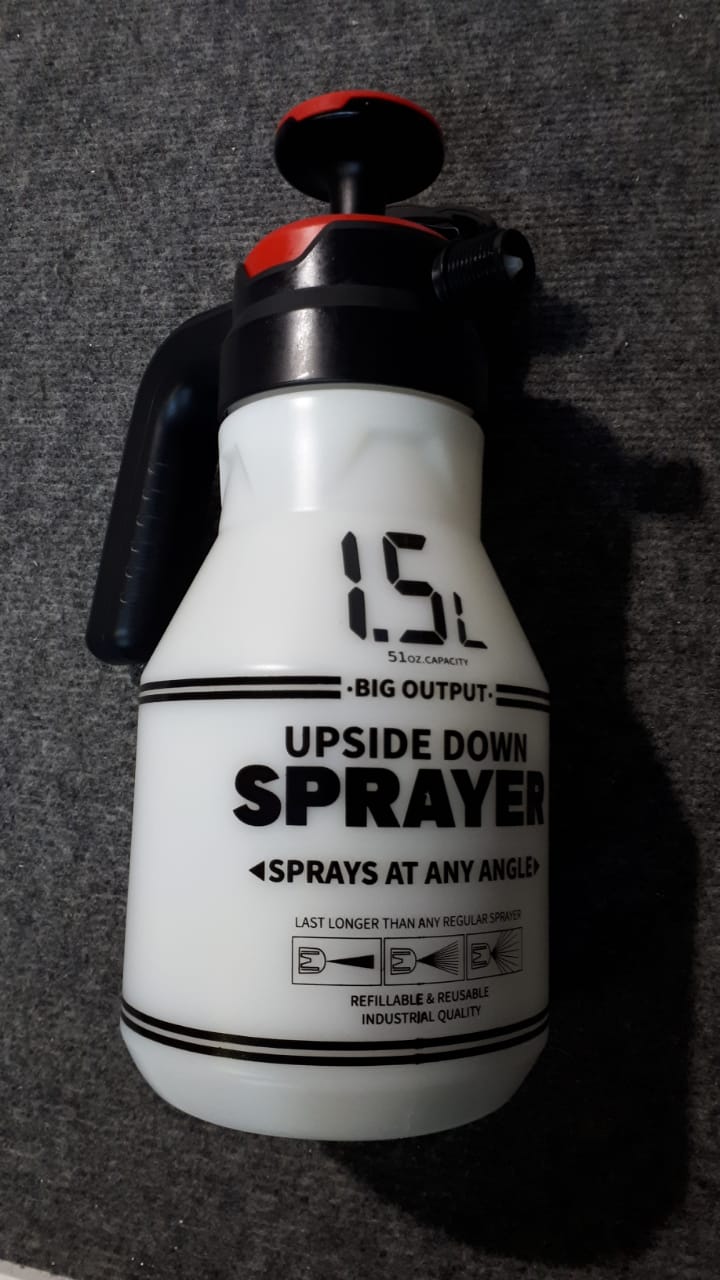 1.5L
51OZ.CAPACITY
·BIG OUTPUT·
UPSIDE DOWN
SPRAYER
SPRAYS AT ANY ANGLE
LAST LONGER THAN ANY REGULAR SPRAYER
REFILLABLE & REUSABLE
INDUSTRIAL QUALITY